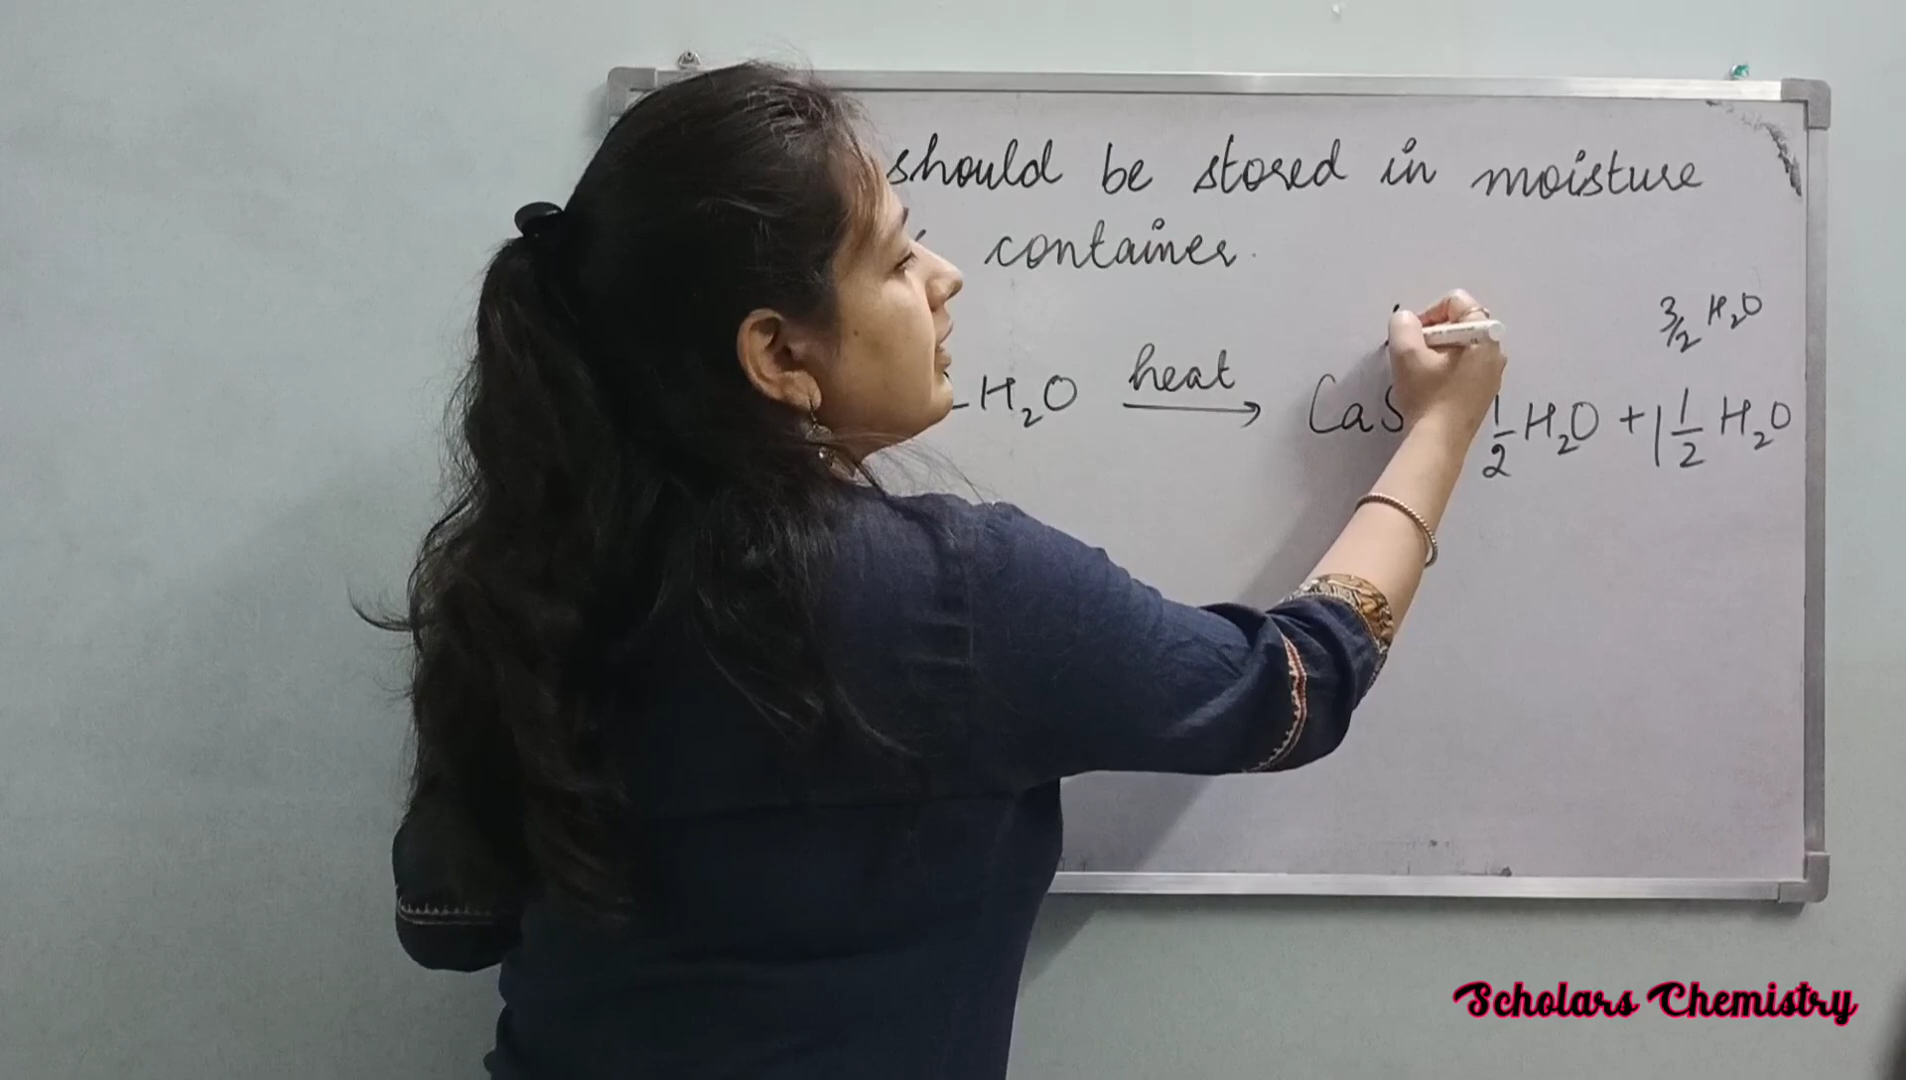 should be stored in moisture
container.
3/2 H₂O
H₂O heat → CaS 1/2 H₂O + 1 1/2 H₂O
Scholars Chemistry